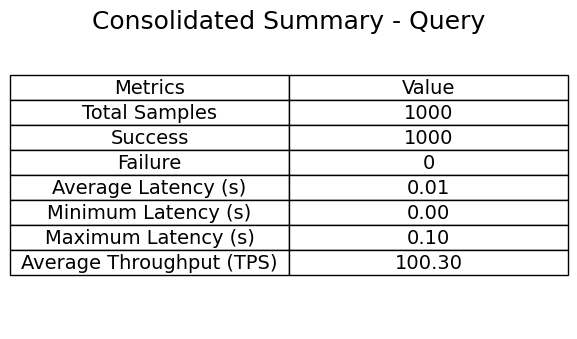 Consolidated Summary - Query
Metrics Value
Total Samples 1000
Success 1000
Failure 0
Average Latency (s) 0.01
Minimum Latency (s) 0.00
Maximum Latency (s) 0.10
Average Throughput (TPS) 100.30